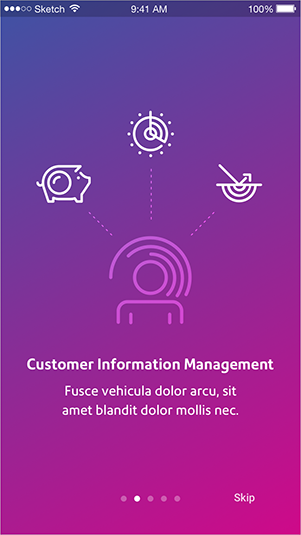 Sketch 9:41 AM 100%
Customer Information Management
Fusce vehicula dolor arcu, sit
amet blandit dolor mollis nec.
Skip